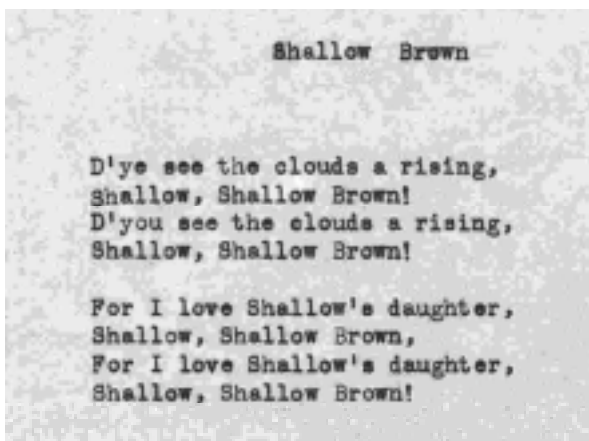 Shallow Brown
D'ye see the clouds a rising,
Shallow, Shallow Brown!
D'you see the clouds a rising,
Shallow, Shallow Brown!
For I love Shallow's daughter,
Shallow, Shallow Brown,
For I love Shallow's daughter,
Shallow, Shallow Brown!